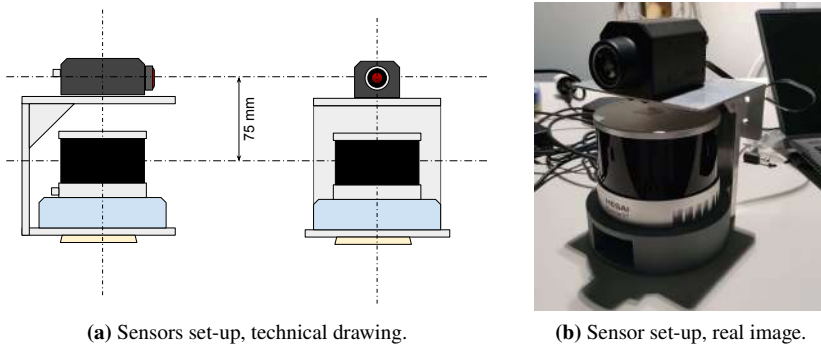 75 mm
HESAI
(a) Sensors set-up, technical drawing.
(b) Sensor set-up, real image.